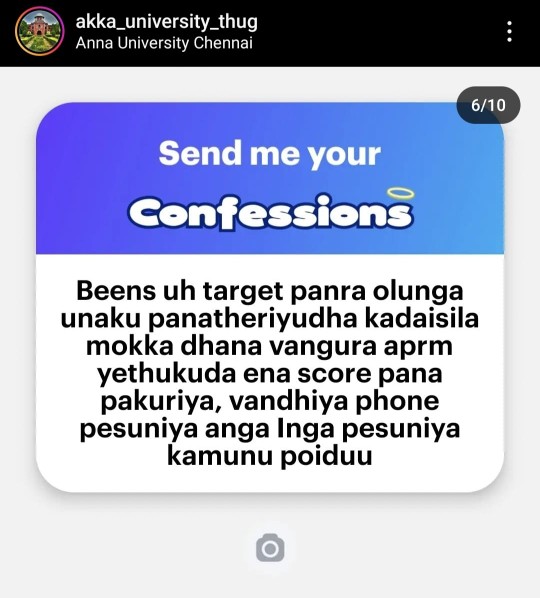 akka_university_thug
Anna University Chennai
6/10
Send me your
Confessions
Beens uh target panra olunga
unaku panatheriyudha kadaisila
mokka dhana vangura aprm
yethukuda ena score pana
pakuriya, vandhiya phone
pesuniya anga Inga pesuniya
kamunu poiduu